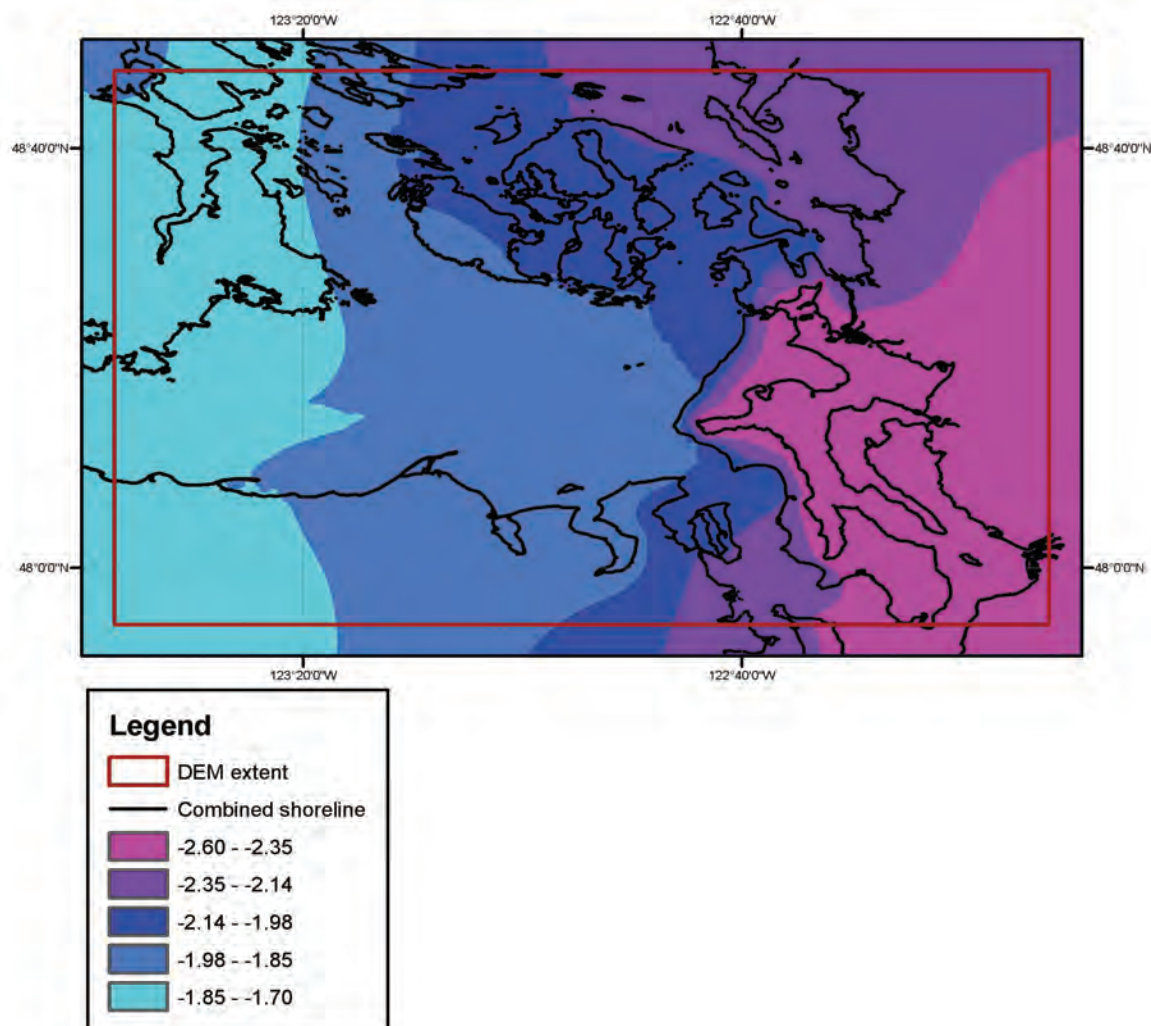 123°20'0"W
122°40'0"W
48°40'0"N
48°40'0"N
48°0'0"N
48°0'0"N
123°20'0"W
122°40'0"W
Legend
DEM extent
Combined shoreline
-2.60 - -2.35
-2.35 - -2.14
-2.14 - -1.98
-1.98 - -1.85
-1.85 - -1.70